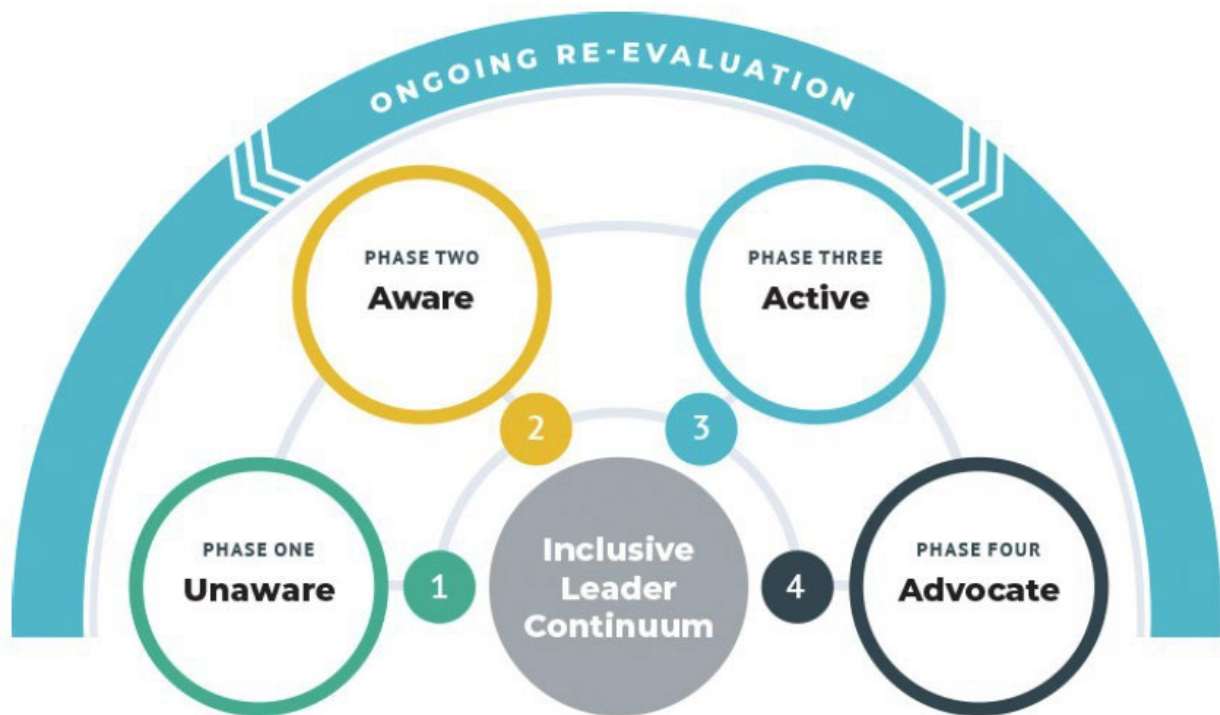 ONGOING RE-EVALUATION
PHASE TWO
Aware
PHASE THREE
Active
2
3
PHASE ONE
Unaware
1
Inclusive
Leader
Continuum
4
PHASE FOUR
Advocate